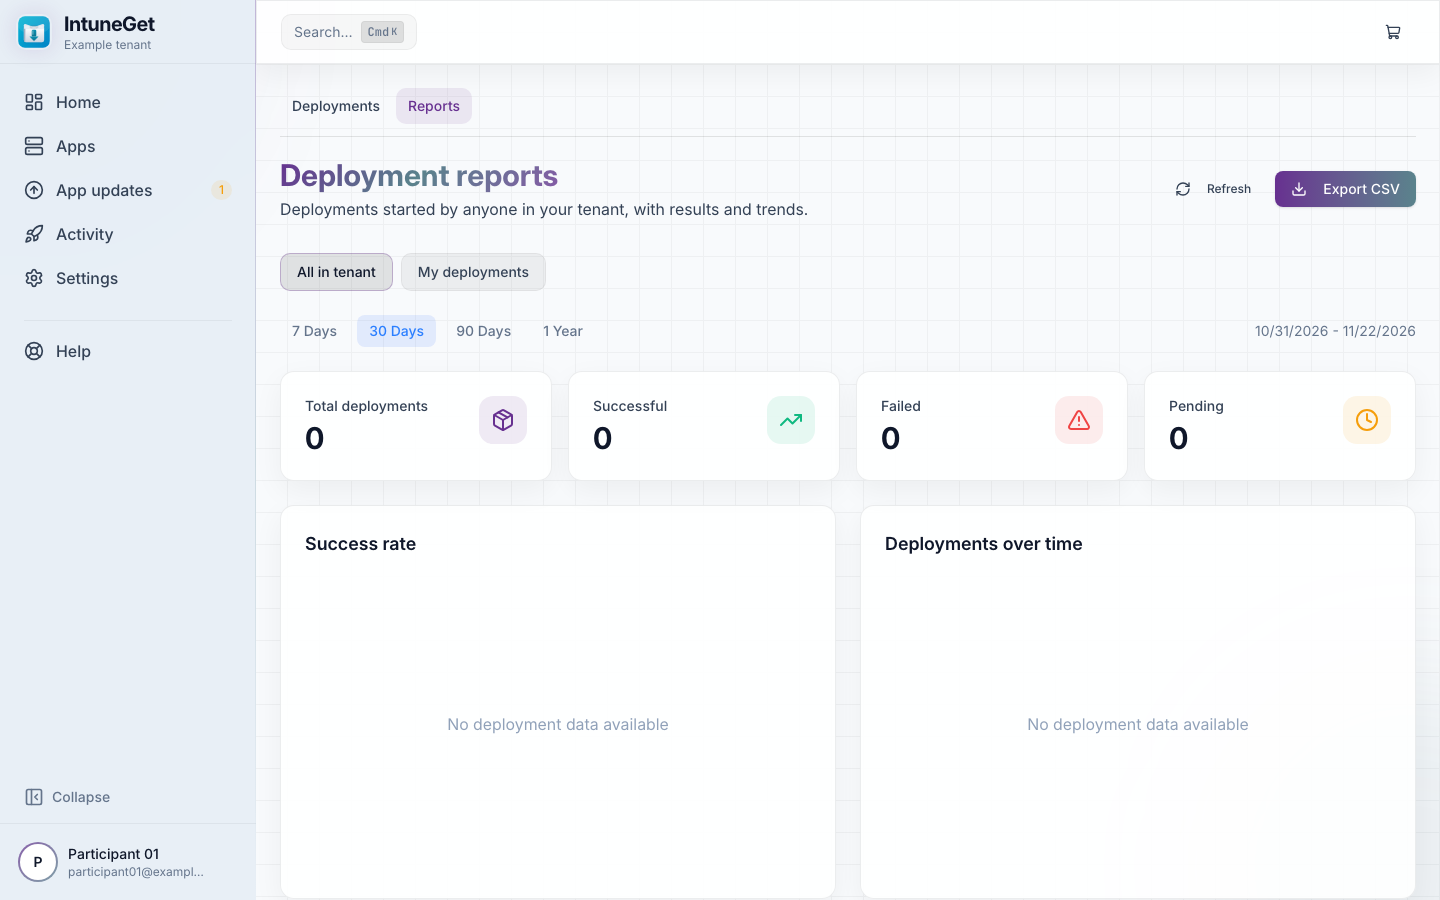 IntuneGet
Example tenant
Home
Apps
App updates
1
Activity
Settings
Help
Collapse
P
Participant 01
participant01@exampl...
Search...
Cmd K
Deployments
Reports
Deployment reports
Deployments started by anyone in your tenant, with results and trends.
Refresh
Export CSV
All in tenant
My deployments
7 Days
30 Days
90 Days
1 Year
10/31/2026 - 11/22/2026
Total deployments
0
Successful
0
Failed
0
Pending
0
Success rate
No deployment data available
Deployments over time
No deployment data available